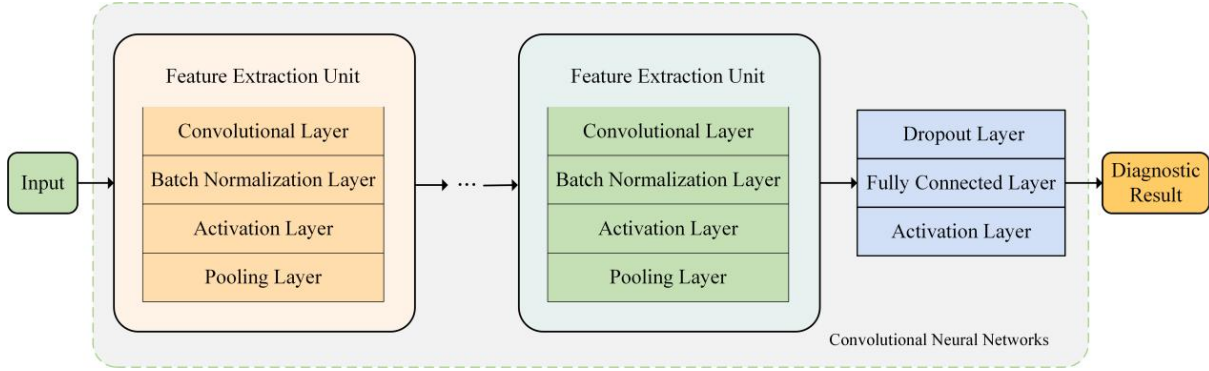 Input
Feature Extraction Unit
Convolutional Layer
Batch Normalization Layer
Activation Layer
Pooling Layer
...
Feature Extraction Unit
Convolutional Layer
Batch Normalization Layer
Activation Layer
Pooling Layer
Dropout Layer
Fully Connected Layer
Activation Layer
Diagnostic
Result
Convolutional Neural Networks